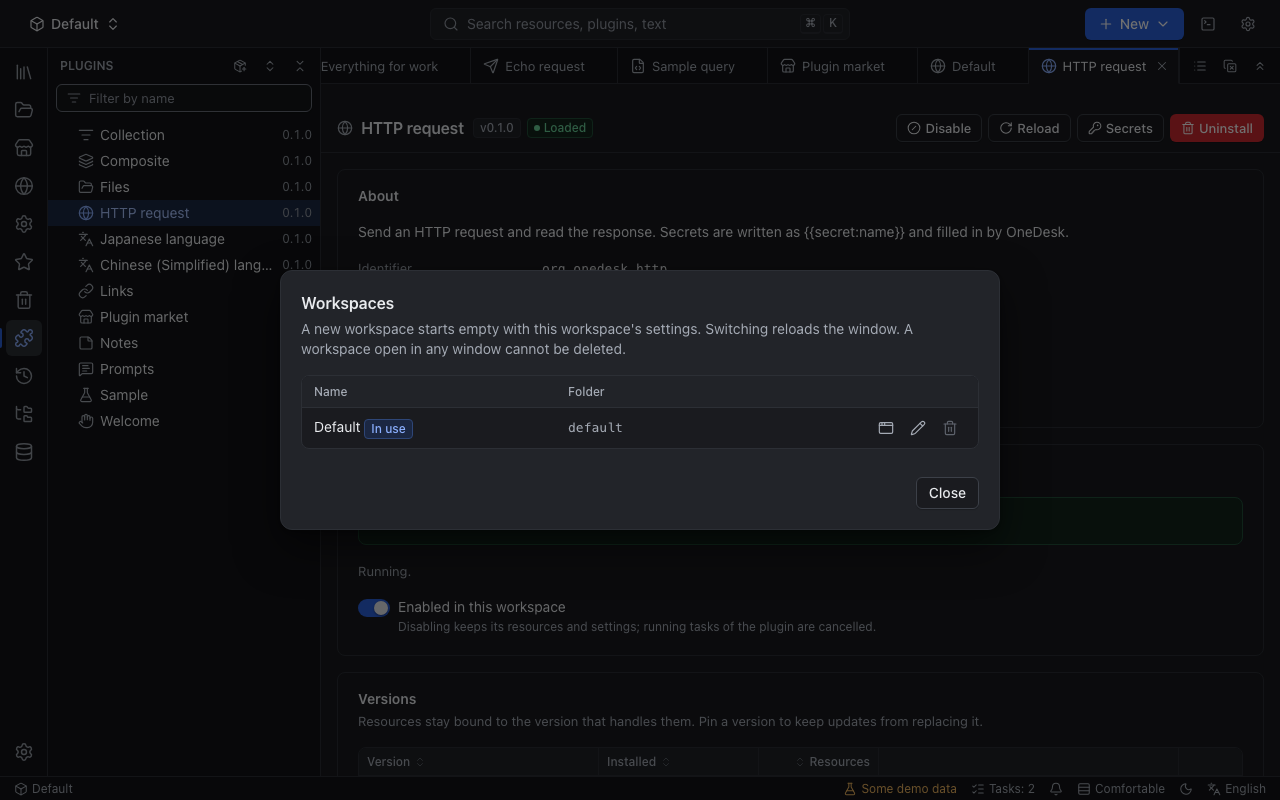 Default
Search resources, plugins, text
⌘ K
New
PLUGINS
Filter by name
Collection 0.1.0
Composite 0.1.0
Files 0.1.0
HTTP request 0.1.0
Japanese language 0.1.0
Chinese (Simplified) lang... 0.1.0
Links
Plugin market
Notes
Prompts
Sample
Welcome
Everything for work
Echo request
Sample query
Plugin market
Default
HTTP request
HTTP request v0.1.0 Loaded
Disable
Reload
Secrets
Uninstall
About
Send an HTTP request and read the response. Secrets are written as {{secret:name}} and filled in by OneDesk.
Identifier org.onedesk.http
Workspaces
A new workspace starts empty with this workspace's settings. Switching reloads the window. A
workspace open in any window cannot be deleted.
Name Folder
Default In use default
Close
Running.
Enabled in this workspace
Disabling keeps its resources and settings; running tasks of the plugin are cancelled.
Versions
Resources stay bound to the version that handles them. Pin a version to keep updates from replacing it.
Version Installed Resources
Default
Some demo data
Tasks: 2
Comfortable
English